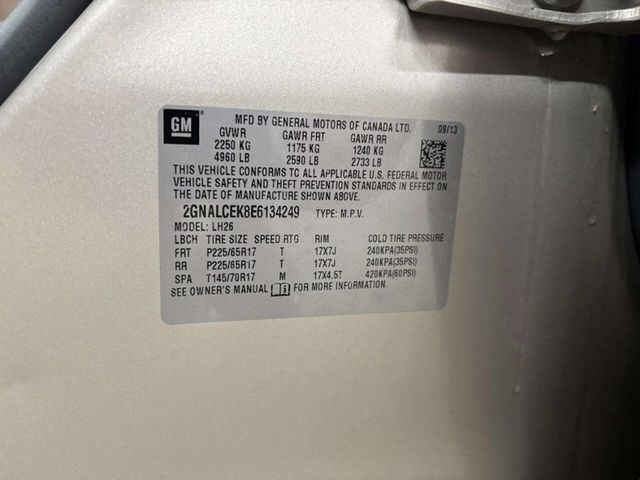 GM MFD BY GENERAL MOTORS OF CANADA LTD. 09/13
GVWR GAWR FRT GAWR RR
2250 KG 1175 KG 1240 KG
4960 LB 2590 LB 2733 LB
THIS VEHICLE CONFORMS TO ALL APPLICABLE U.S. FEDERAL MOTOR
VEHICLE SAFETY AND THEFT PREVENTION STANDARDS IN EFFECT ON
THE DATE OF MANUFACTURE SHOWN ABOVE.
2GNALCEK8E6134249 TYPE: M.P.V.
MODEL: LH26
LBCH TIRE SIZE SPEED RTG RIM COLD TIRE PRESSURE
FRT P225/65R17 T 17X7J 240KPA(35PSI)
RR P225/65R17 T 17X7J 240KPA(35PSI)
SPA T145/70R17 M 17X4.5T 420KPA(60PSI)
SEE OWNER'S MANUAL FOR MORE INFORMATION.